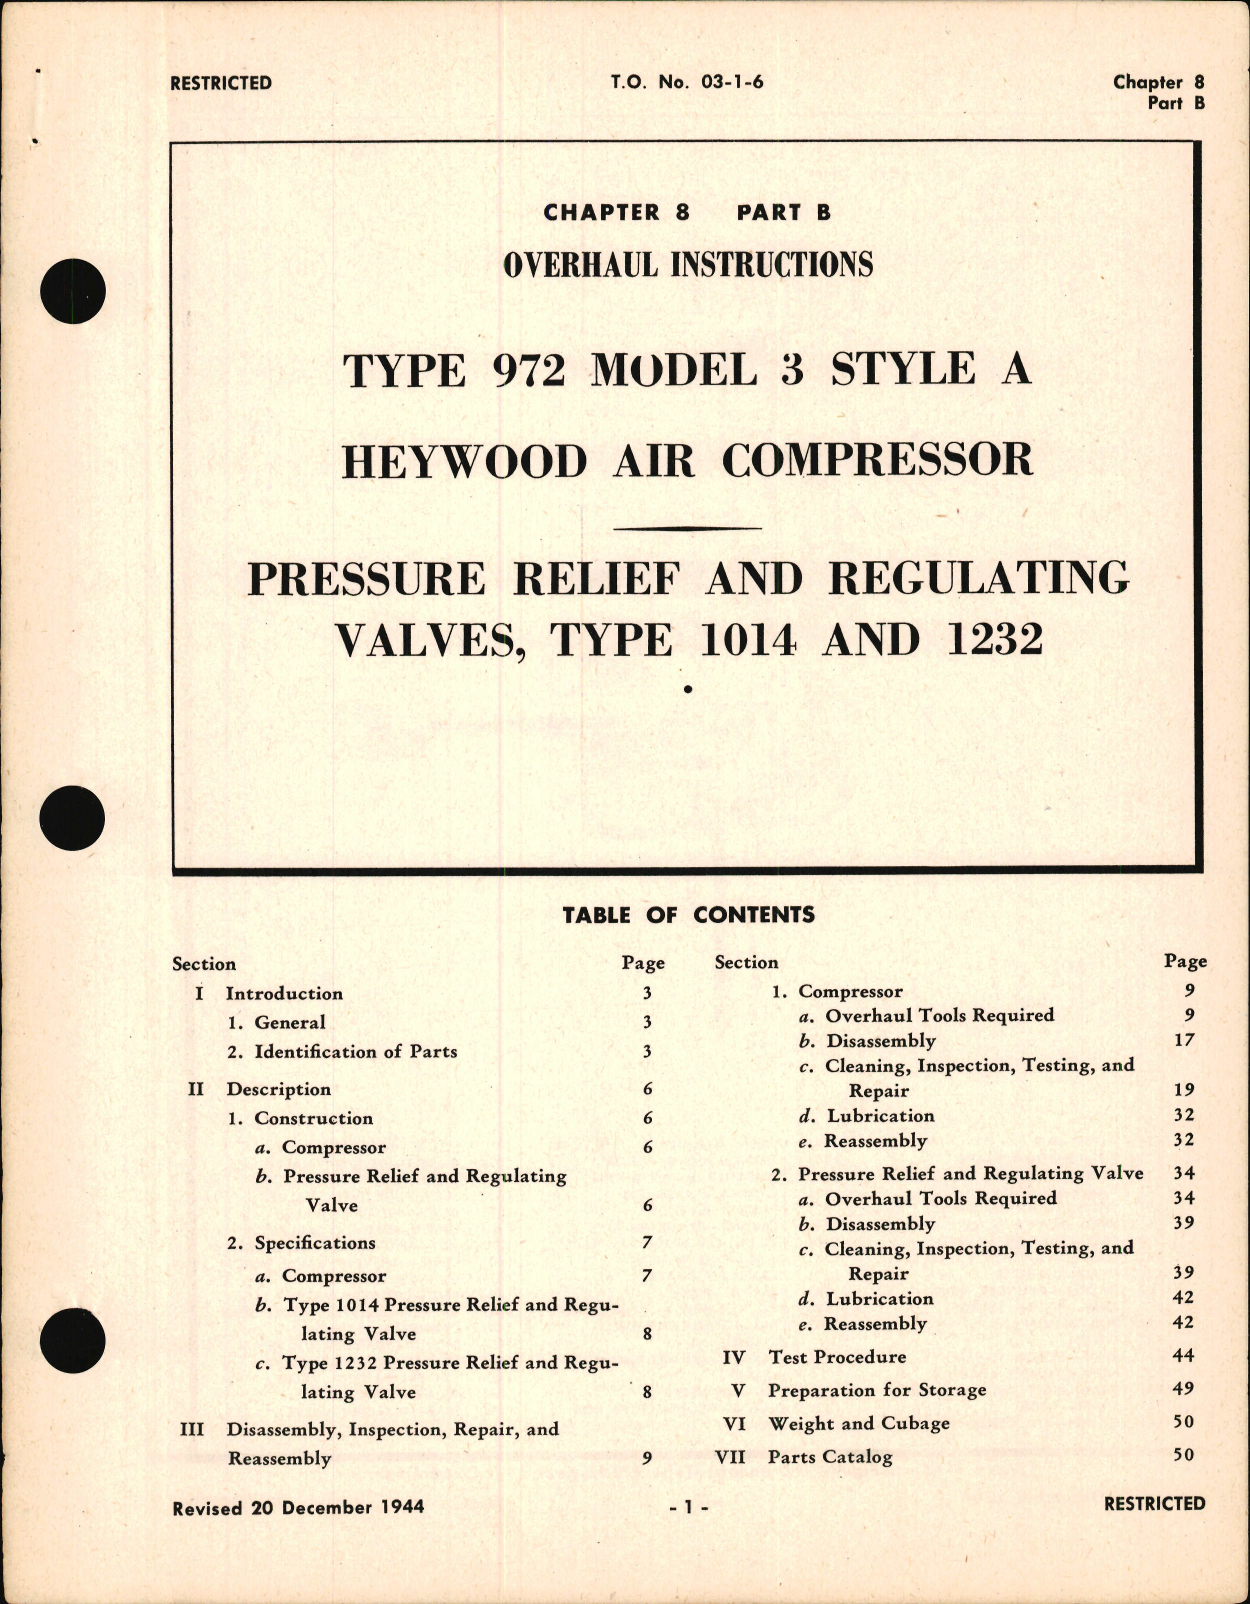 RESTRICTED T.O. No. 03-1-6 Chapter 8
Part B
CHAPTER 8 PART B
OVERHAUL INSTRUCTIONS
TYPE 972 MODEL 3 STYLE A
HEYWOOD AIR COMPRESSOR
PRESSURE RELIEF AND REGULATING
VALVES, TYPE 1014 AND 1232
TABLE OF CONTENTS
Section Page
I Introduction 3
1. General 3
2. Identification of Parts 3
II Description 6
1. Construction 6
a. Compressor 6
b. Pressure Relief and Regulating
Valve 6
2. Specifications 7
a. Compressor 7
b. Type 1014 Pressure Relief and Regu-
lating Valve 8
c. Type 1232 Pressure Relief and Regu-
lating Valve 8
III Disassembly, Inspection, Repair, and
Reassembly 9
Section Page
1. Compressor 9
a. Overhaul Tools Required 9
b. Disassembly 17
c. Cleaning, Inspection, Testing, and
Repair 19
d. Lubrication 32
e. Reassembly 32
2. Pressure Relief and Regulating Valve 34
a. Overhaul Tools Required 34
b. Disassembly 39
c. Cleaning, Inspection, Testing, and
Repair 39
d. Lubrication 42
e. Reassembly 42
IV Test Procedure 44
V Preparation for Storage 49
VI Weight and Cubage 50
VII Parts Catalog 50
Revised 20 December 1944 - 1 - RESTRICTED